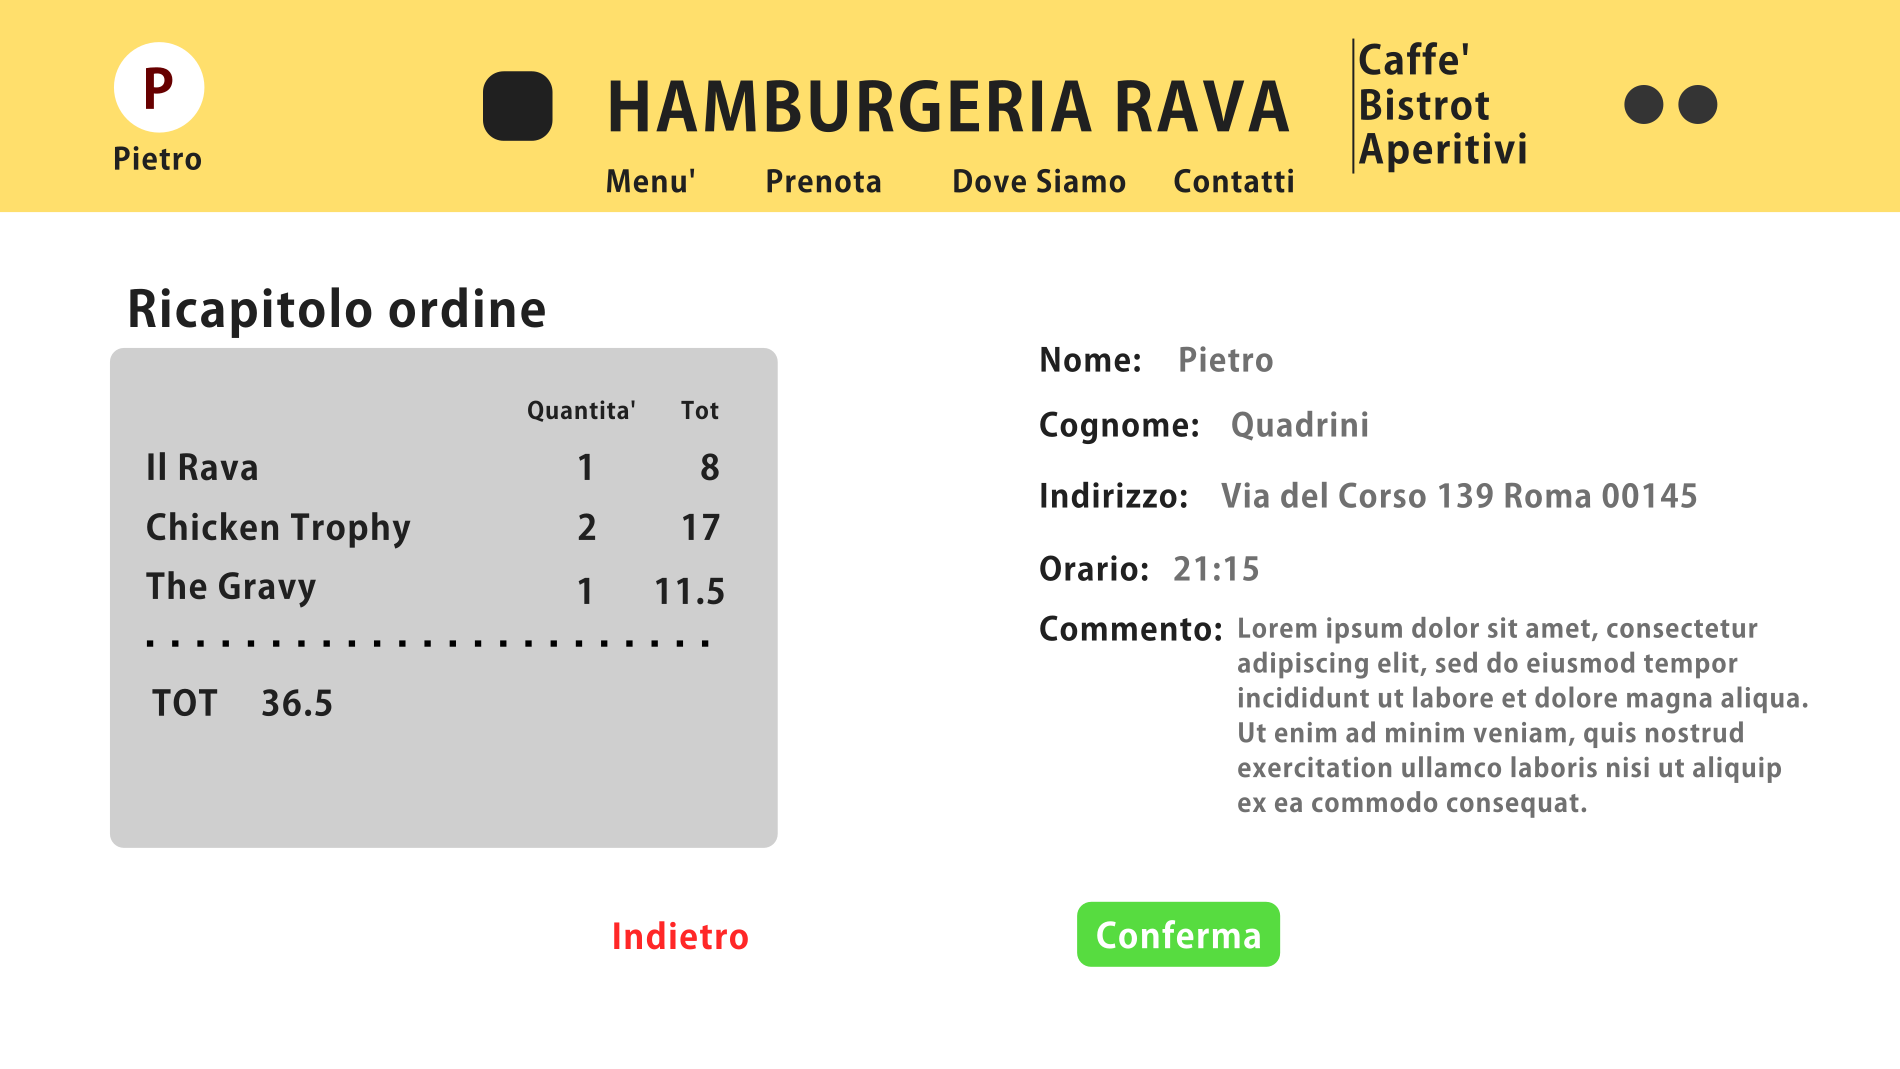 P
Pietro
HAMBURGERIA RAVA
Menu' Prenota Dove Siamo Contatti
Caffe'
Bistrot
Aperitivi
Ricapitolo ordine
Quantita' Tot
Il Rava 1 8
Chicken Trophy 2 17
The Gravy 1 11.5
TOT 36.5
Nome: Pietro
Cognome: Quadrini
Indirizzo: Via del Corso 139 Roma 00145
Orario: 21:15
Commento: Lorem ipsum dolor sit amet, consectetur
adipiscing elit, sed do eiusmod tempor
incididunt ut labore et dolore magna aliqua.
Ut enim ad minim veniam, quis nostrud
exercitation ullamco laboris nisi ut aliquip
ex ea commodo consequat.
Indietro
Conferma